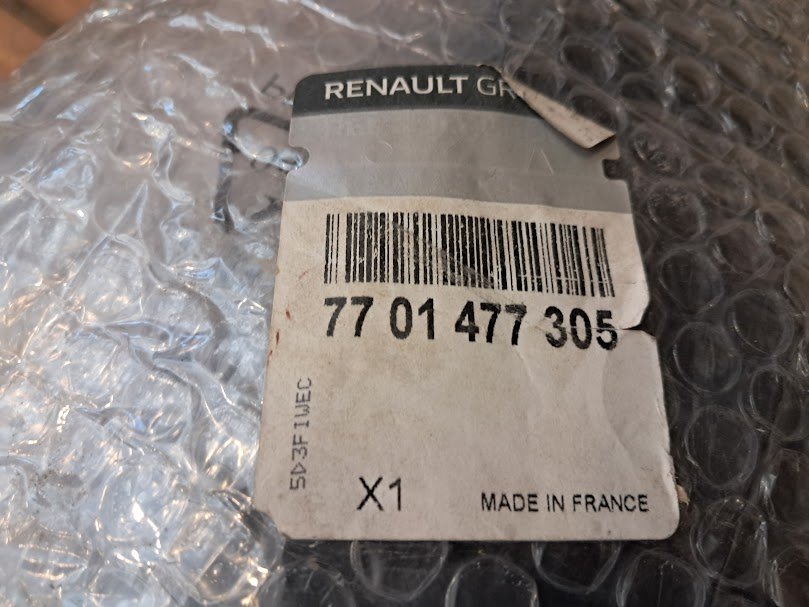 RENAULT GR
77 01 477 305
5D3FIWEC
X1
MADE IN FRANCE